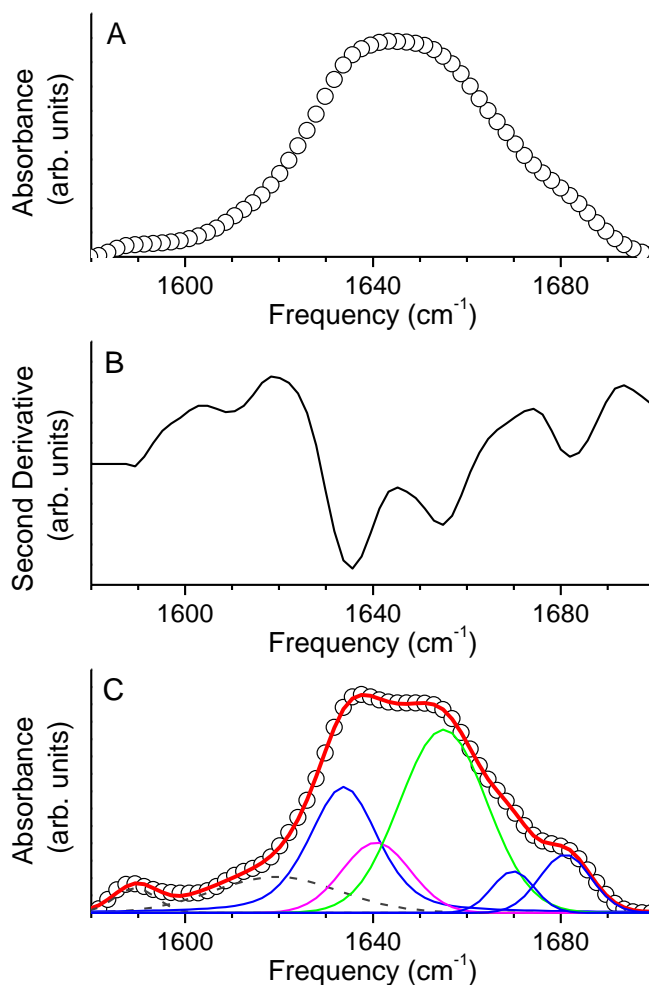 A
Absorbance
(arb. units)
1600 1640 1680
Frequency (cm⁻¹)
B
Second Derivative
(arb. units)
1600 1640 1680
Frequency (cm⁻¹)
C
Absorbance
(arb. units)
1600 1640 1680
Frequency (cm⁻¹)